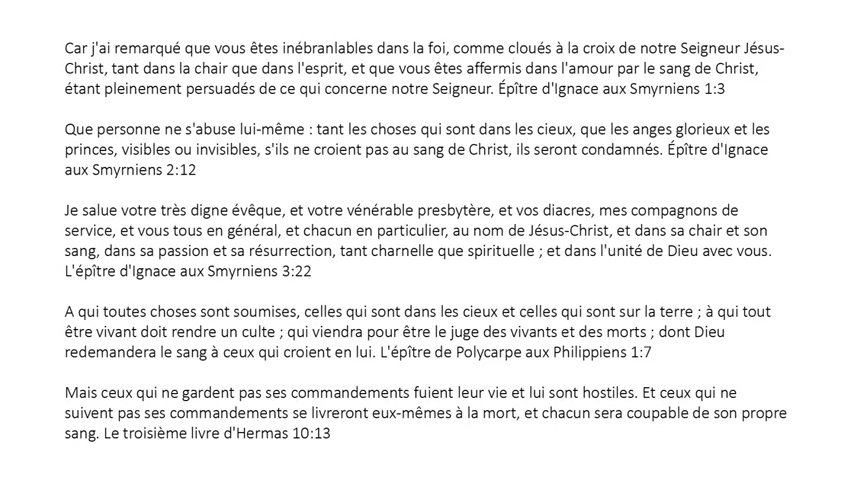 Car j'ai remarqué que vous êtes inébranlables dans la foi, comme cloués à la croix de notre Seigneur Jésus-
Christ, tant dans la chair que dans l'esprit, et que vous êtes affermis dans l'amour par le sang de Christ,
étant pleinement persuadés de ce qui concerne notre Seigneur. Épître d'Ignace aux Smyrniens 1:3
Que personne ne s'abuse lui-même : tant les choses qui sont dans les cieux, que les anges glorieux et les
princes, visibles ou invisibles, s'ils ne croient pas au sang de Christ, ils seront condamnés. Épître d'Ignace
aux Smyrniens 2:12
Je salue votre très digne évêque, et votre vénérable presbytère, et vos diacres, mes compagnons de
service, et vous tous en général, et chacun en particulier, au nom de Jésus-Christ, et dans sa chair et son
sang, dans sa passion et sa résurrection, tant charnelle que spirituelle ; et dans l'unité de Dieu avec vous.
L'épître d'Ignace aux Smyrniens 3:22
A qui toutes choses sont soumises, celles qui sont dans les cieux et celles qui sont sur la terre ; à qui tout
être vivant doit rendre un culte ; qui viendra pour être le juge des vivants et des morts ; dont Dieu
redemandera le sang à ceux qui croient en lui. L'épître de Polycarpe aux Philippiens 1:7
Mais ceux qui ne gardent pas ses commandements fuient leur vie et lui sont hostiles. Et ceux qui ne
suivent pas ses commandements se livreront eux-mêmes à la mort, et chacun sera coupable de son propre
sang. Le troisième livre d'Hermas 10:13